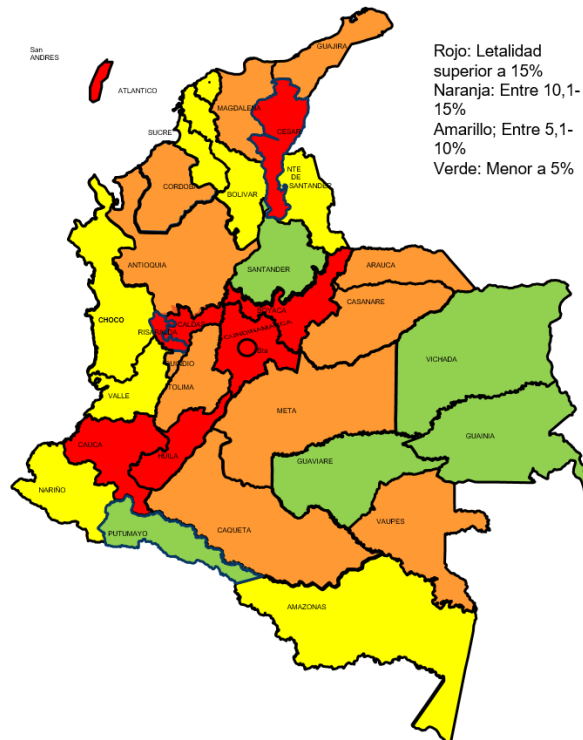 San
ANDRES
ATLANTICO
GUAJIRA
Rojo: Letalidad
superior a 15%
Naranja: Entre 10,1-
15%
Amarillo; Entre 5,1-
10%
Verde: Menor a 5%
MAGDALENA
CESAR
SUCRE
NTE
DE
SANTANDER
CORDOBA
BOLIVAR
ANTIOQUIA
SANTANDER
ARAUCA
CASANARE
BOYACA
CHOCO
RISARALDA
CALDAS
CUNDINAMARCA
Bta
VICHADA
QUINDIO
TOLIMA
VALLE
META
GUAINIA
CAUCA
HUILA
GUAVIARE
NARIÑO
VAUPES
PUTUMAYO
CAQUETA
AMAZONAS